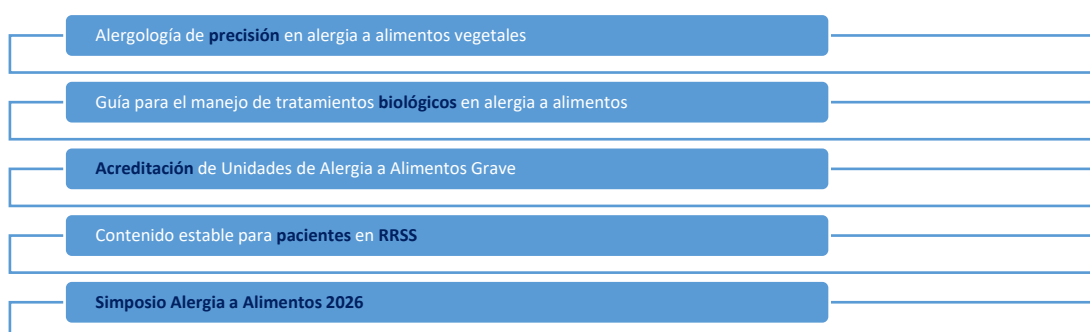 Alergología de precisión en alergia a alimentos vegetales
Guía para el manejo de tratamientos biológicos en alergia a alimentos
Acreditación de Unidades de Alergia a Alimentos Grave
Contenido estable para pacientes en RRSS
Simposio Alergia a Alimentos 2026